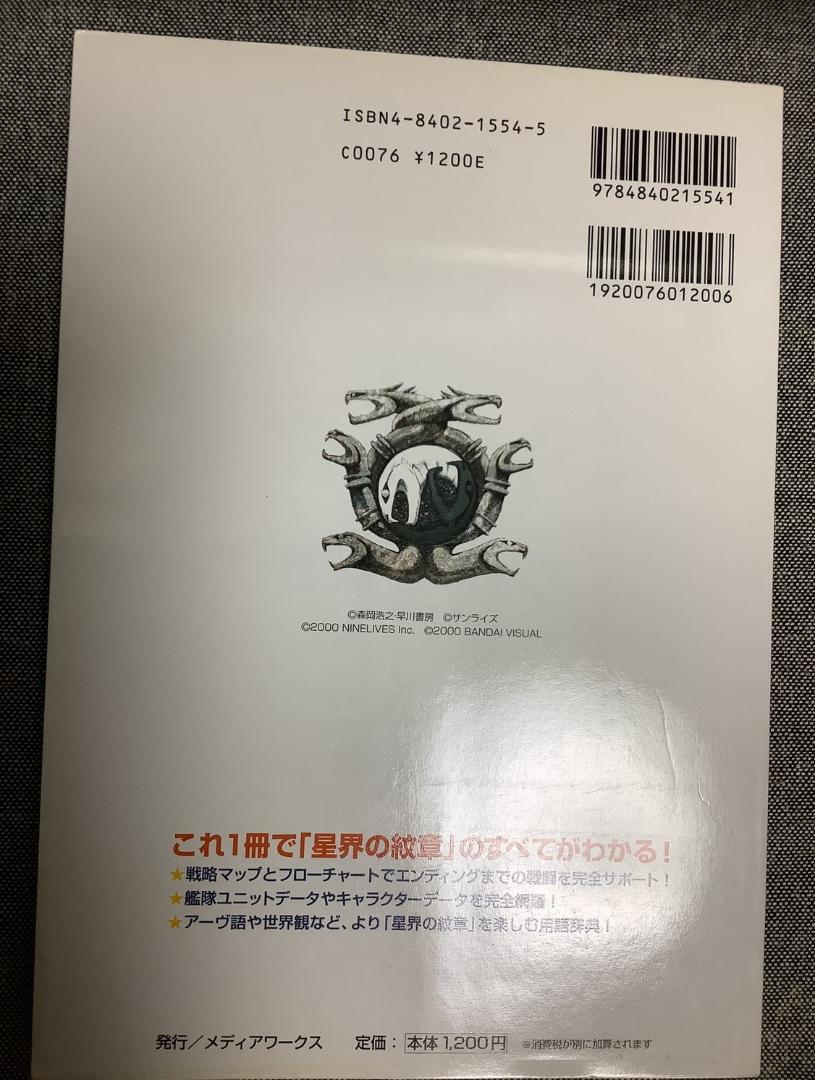 ISBN4-8402-1554-5
C0076 ¥1200E
9784840215541
1920076012006
©森岡浩之・早川書房 ©サンライズ
©2000 NINELIVES Inc. ©2000 BANDAI VISUAL
これ1冊で「星界の紋章」のすべてがわかる！
★戦略マップとフローチャートでエンディングまでの戦闘を完全サポート！
★艦隊ユニットデータやキャラクターデータを完全網羅！
★アーヴ語や世界観など、より「星界の紋章」を楽しむ用語辞典！
発行／メディアワークス 定価： 本体1,200円 ※消費税が別に加算されます